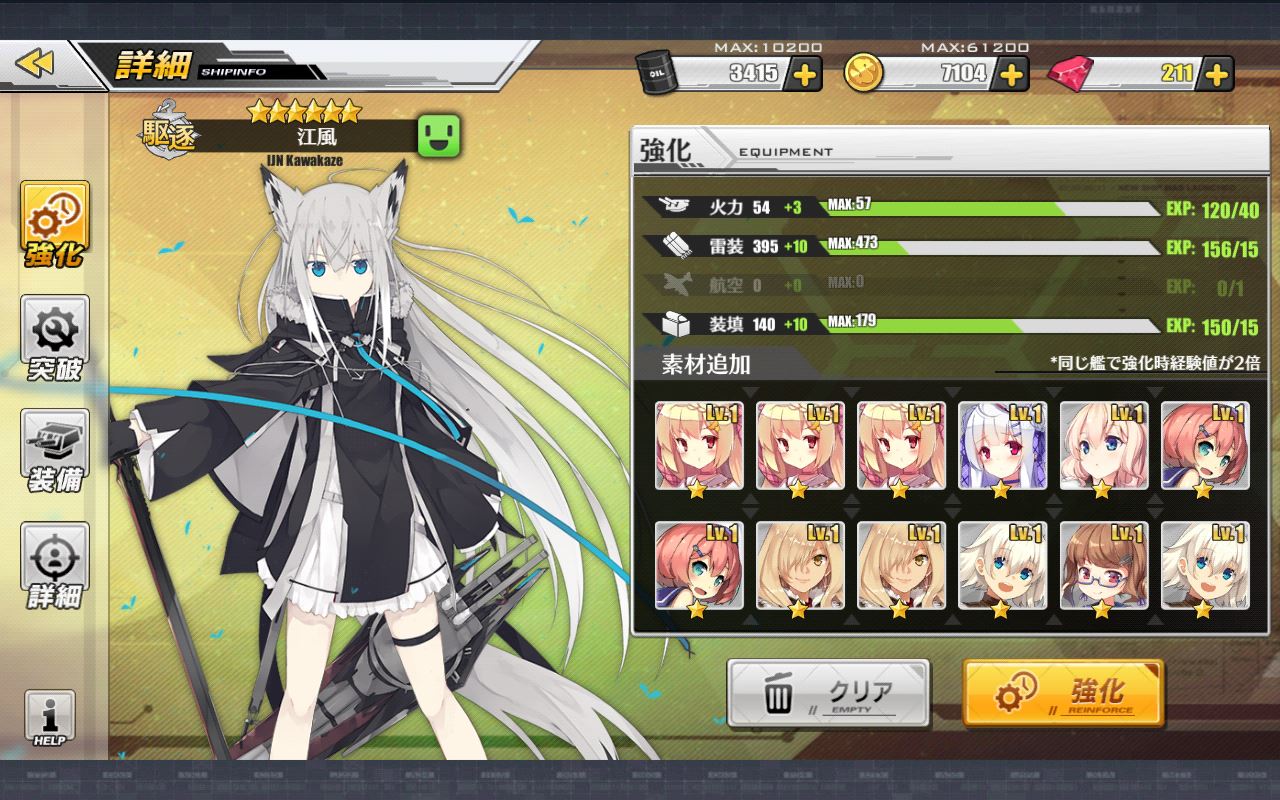 詳細 SHIPINFO
MAX:10200
3415
MAX:61200
7104
211
OIL
駆逐
江風
IJN Kawakaze
強化
突破
装備
詳細
HELP
強化 EQUIPMENT
火力 54 +3 MAX:57 EXP: 120/40
雷装 395 +10 MAX:473 EXP: 156/15
航空 0 +0 MAX:0 EXP: 0/1
装填 140 +10 MAX:179 EXP: 150/15
素材追加 *同じ艦で強化時経験値が2倍
Lv.1 Lv.1 Lv.1 Lv.1 Lv.1 Lv.1
Lv.1 Lv.1 Lv.1 Lv.1 Lv.1 Lv.1
クリア
// EMPTY
強化
// REINFORCE